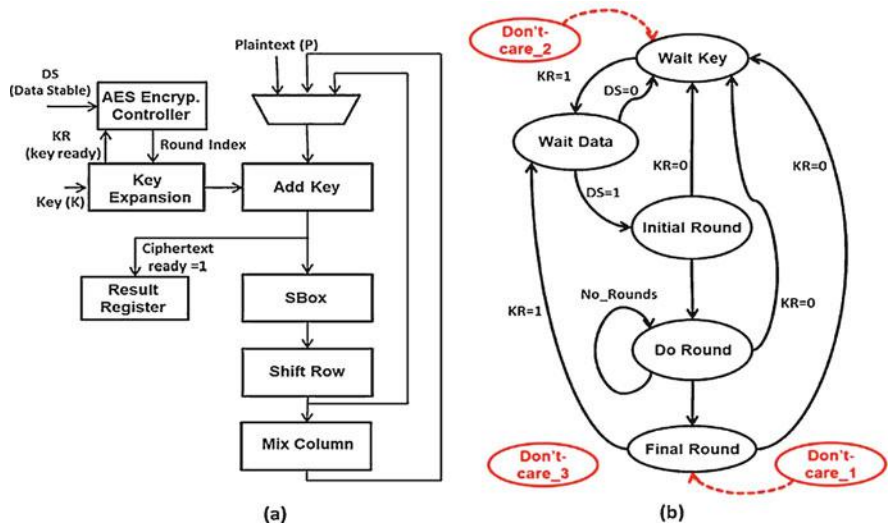 Plaintext (P)
DS
(Data Stable)
AES Encryp.
Controller
KR
(key ready)
Round Index
Key
Expansion
Key (K)
Add Key
Ciphertext
ready =1
Result
Register
SBox
Shift Row
Mix Column
(a)
Don't-
care_2
Wait Key
KR=1
DS=0
Wait Data
KR=0
KR=0
DS=1
Initial Round
No_Rounds
KR=1
KR=0
Do Round
Final Round
Don't-
care_3
Don't-
care_1
(b)